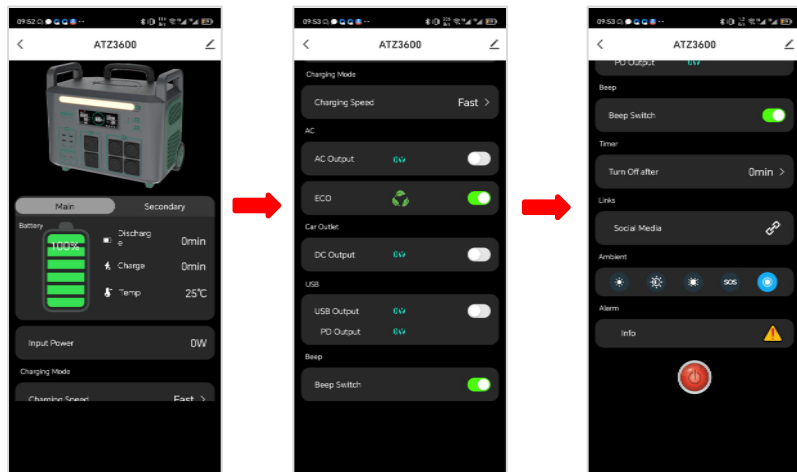 09:52
ATZ3600
Main
Secondary
Battery
100%
Discharg
e
0min
Charge
0min
Temp
25℃
Input Power
0W
Charging Mode
Charging Speed
Fast >
09:53
ATZ3600
Charging Mode
Charging Speed
Fast >
AC
AC Output
0W
ECO
Car Outlet
DC Output
0W
USB
USB Output
0W
PD Output
0W
Beep
Beep Switch
09:53
ATZ3600
PD Output
0W
Beep
Beep Switch
Timer
Turn Off after
0min >
Links
Social Media
Ambient
SOS
Alarm
Info